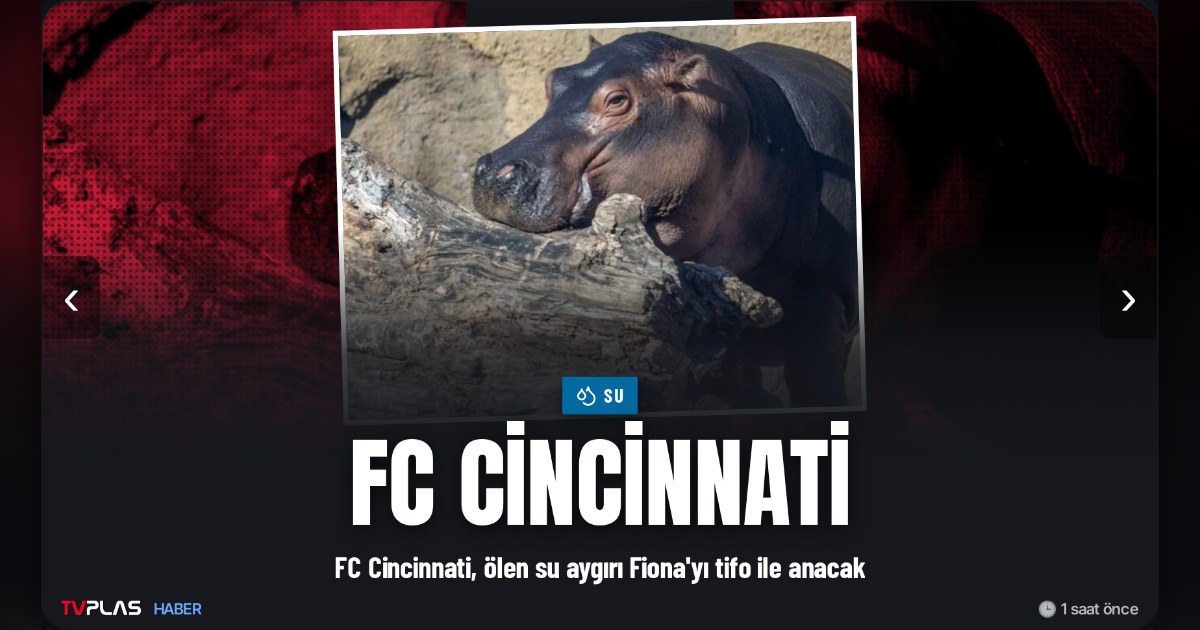 SU
FC CİNCİNNATİ
FC Cincinnati, ölen su aygırı Fiona'yı tifo ile anacak
TVPLAS HABER
1 saat önce